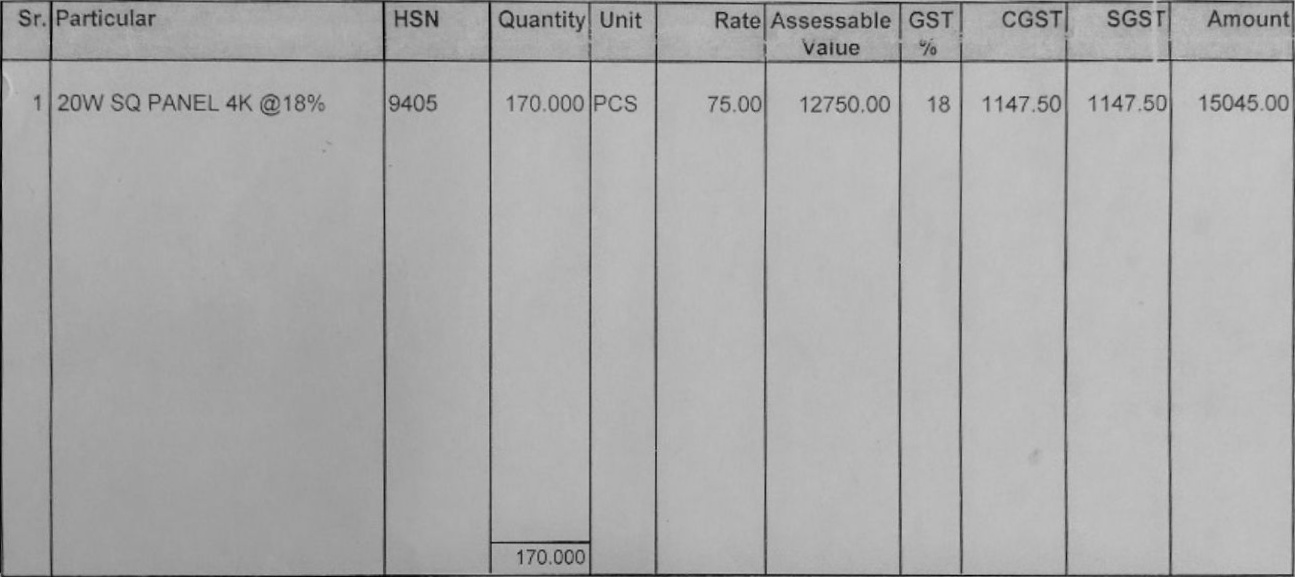 Sr. Particular HSN Quantity Unit Rate Assessable Value GST % CGST SGST Amount
1 20W SQ PANEL 4K @18% 9405 170.000 PCS 75.00 12750.00 18 1147.50 1147.50 15045.00
170.000